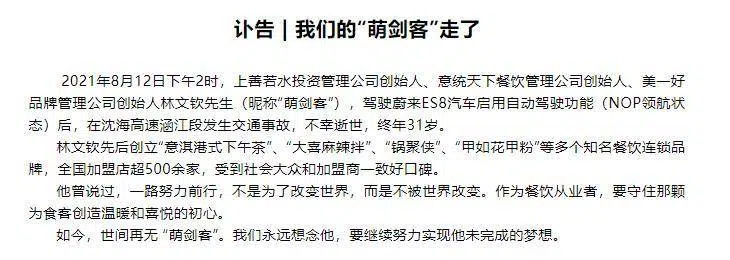 讣告｜我们的“萌剑客”走了
2021年8月12日下午2时，上善若水投资管理公司创始人、意统天下餐饮管理公司创始人、美一好
品牌管理公司创始人林文钦先生（昵称“萌剑客”），驾驶蔚来ES8汽车启用自动驾驶功能（NOP领航状
态）后，在沈海高速涵江段发生交通事故，不幸逝世，终年31岁。
林文钦先后创立“意淇港式下午茶”、“大喜麻辣拌”、“锅聚侠”、“甲如花甲粉”等多个知名餐饮连锁品
牌，全国加盟店超500余家，受到社会大众和加盟商一致好口碑。
他曾说过，一路努力前行，不是为了改变世界，而是不被世界改变。作为餐饮从业者，要守住那颗
为食客创造温暖和喜悦的初心。
如今，世间再无 “萌剑客”。我们永远想念他，要继续努力实现他未完成的梦想。